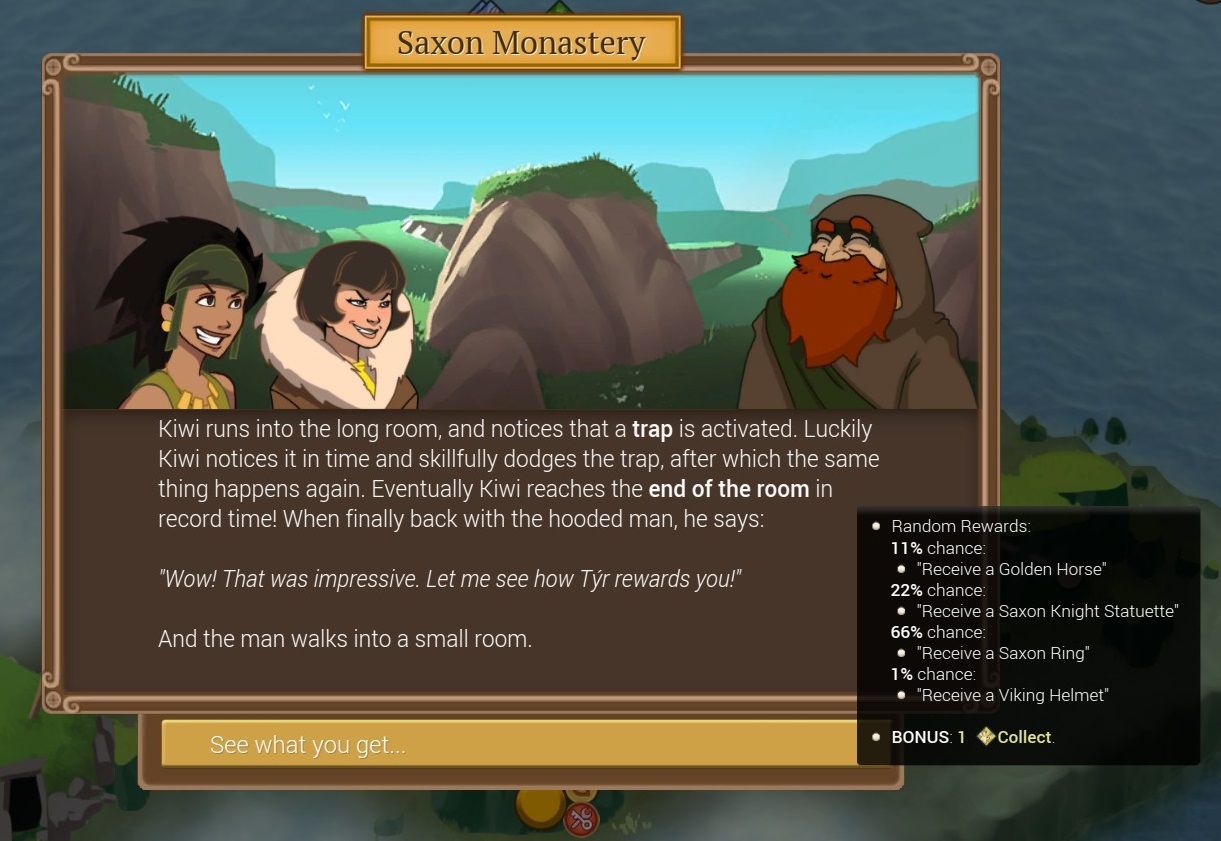 Saxon Monastery
Kiwi runs into the long room, and notices that a trap is activated. Luckily
Kiwi notices it in time and skillfully dodges the trap, after which the same
thing happens again. Eventually Kiwi reaches the end of the room in
record time! When finally back with the hooded man, he says:
"Wow! That was impressive. Let me see how Týr rewards you!"
And the man walks into a small room.
See what you get...
Random Rewards:
11% chance:
"Receive a Golden Horse"
22% chance:
"Receive a Saxon Knight Statuette"
66% chance:
"Receive a Saxon Ring"
1% chance:
"Receive a Viking Helmet"
BONUS: 1 Collect.